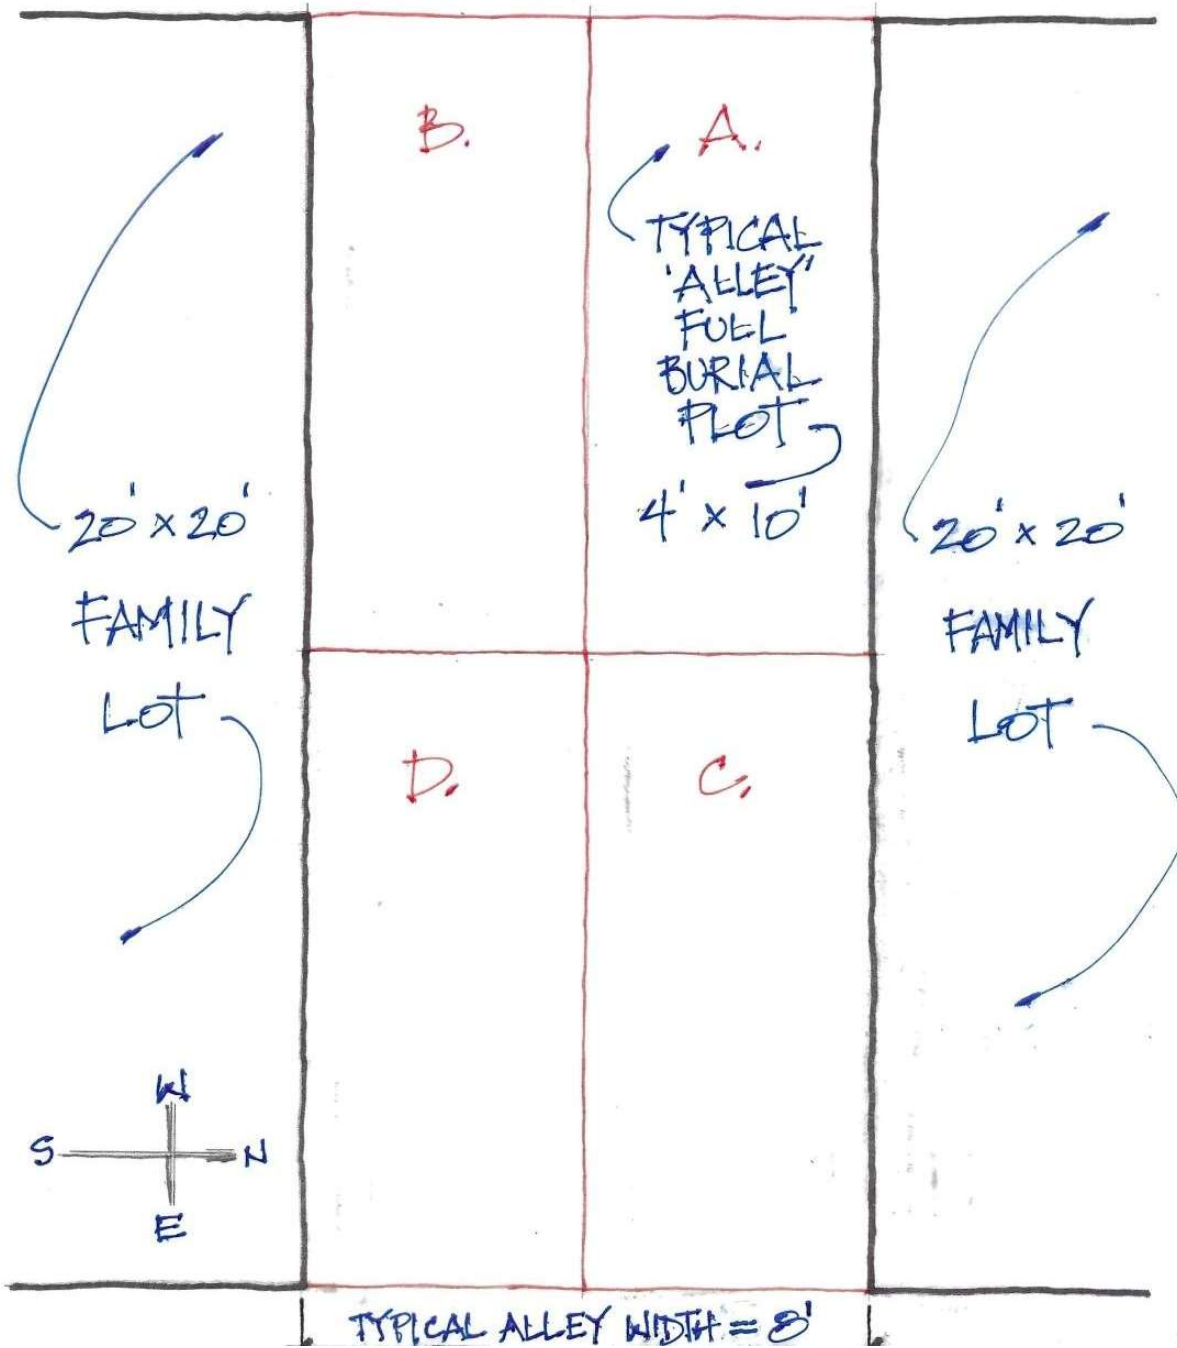 B.
A.
TYPICAL
'ALLEY'
FULL
BURIAL
PLOT
4' x 10'
20' x 20'
FAMILY
LOT
20' x 20'
FAMILY
LOT
D.
C.
W
S N
E
TYPICAL ALLEY WIDTH = 8'